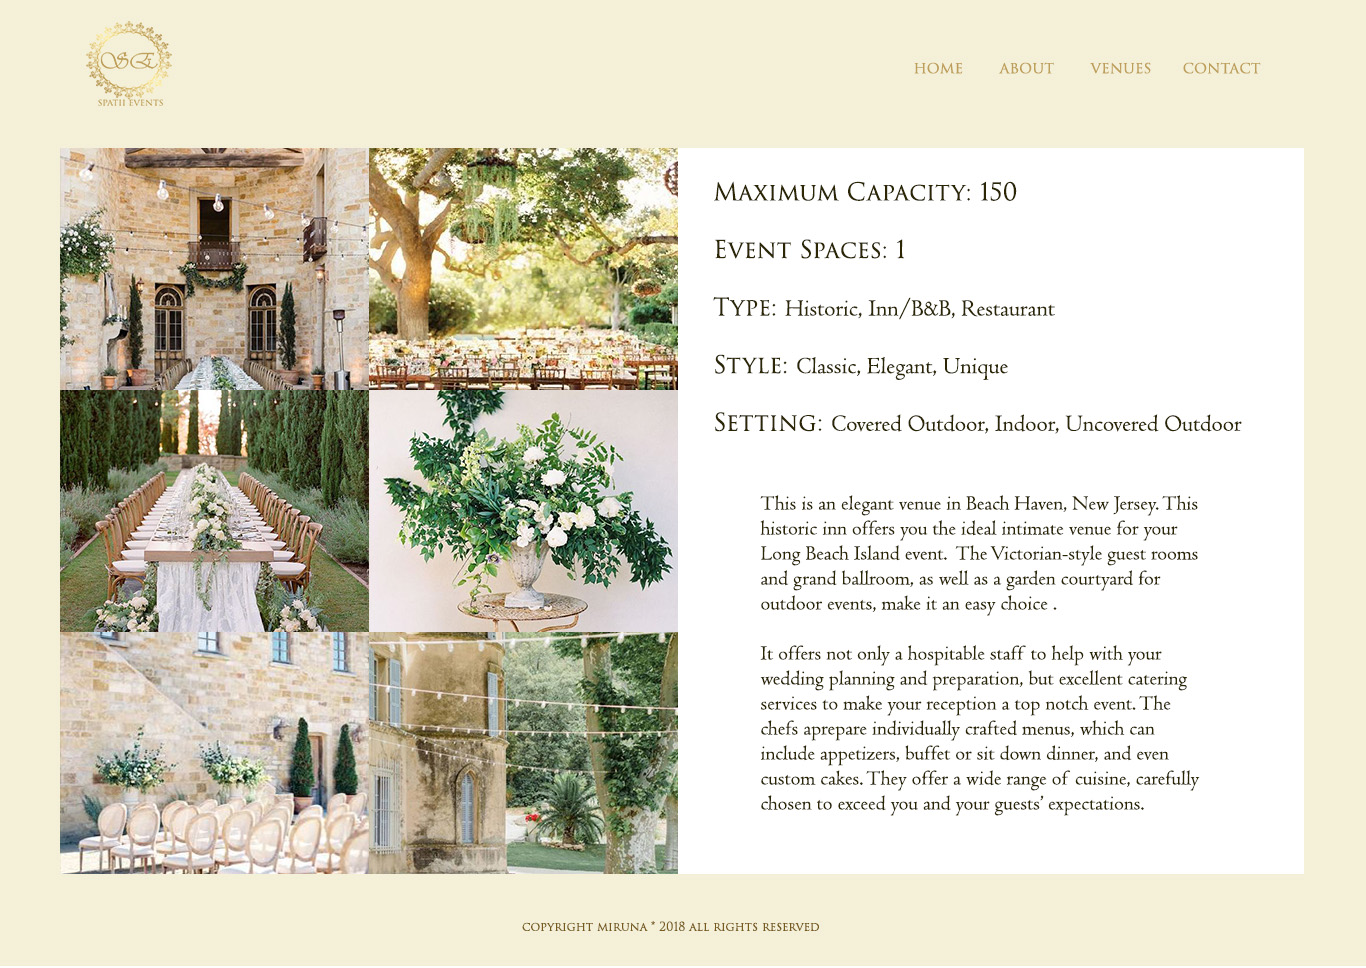 SE
SPATII EVENTS
HOME ABOUT VENUES CONTACT
MAXIMUM CAPACITY: 150
EVENT SPACES: 1
TYPE: Historic, Inn/B&B, Restaurant
STYLE: Classic, Elegant, Unique
SETTING: Covered Outdoor, Indoor, Uncovered Outdoor
This is an elegant venue in Beach Haven, New Jersey. This
historic inn offers you the ideal intimate venue for your
Long Beach Island event.  The Victorian-style guest rooms
and grand ballroom, as well as a garden courtyard for
outdoor events, make it an easy choice .
It offers not only a hospitable staff to help with your
wedding planning and preparation, but excellent catering
services to make your reception a top notch event. The
chefs aprepare individually crafted menus, which can
include appetizers, buffet or sit down dinner, and even
custom cakes. They offer a wide range of cuisine, carefully
chosen to exceed you and your guests’ expectations.
COPYRIGHT MIRUNA * 2018 ALL RIGHTS RESERVED